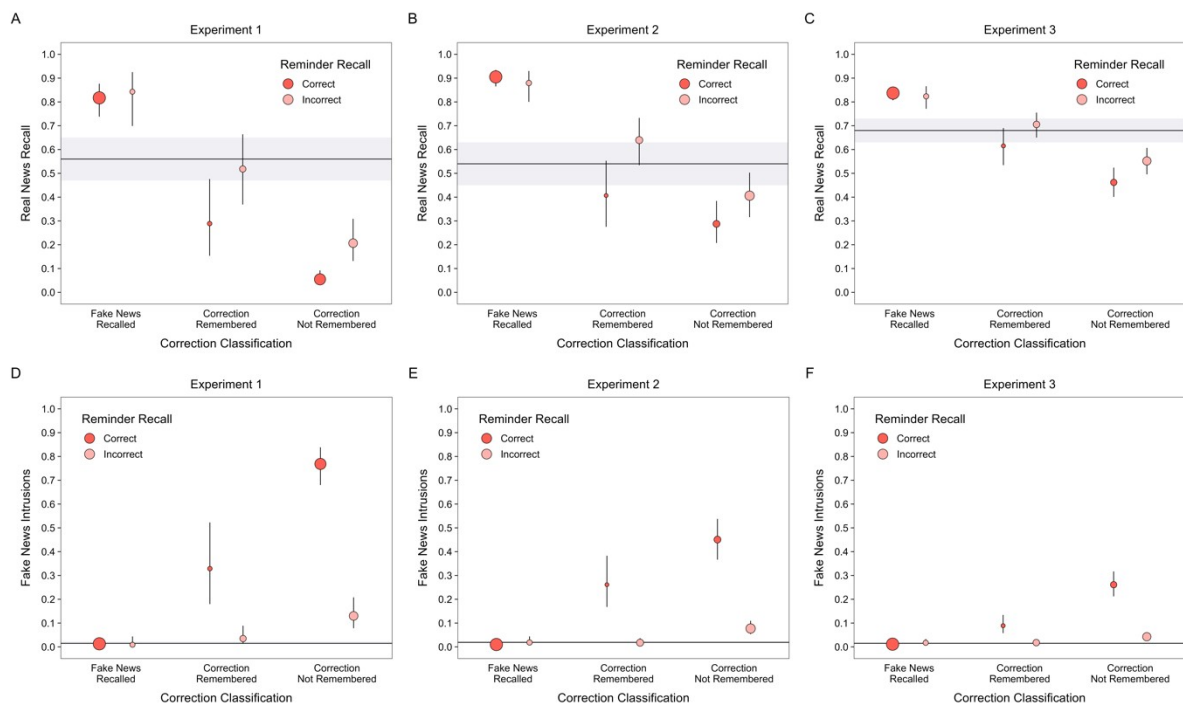 A
Experiment 1
Real News Recall
1.0
0.9
0.8
0.7
0.6
0.5
0.4
0.3
0.2
0.1
0.0
Reminder Recall
Correct
Incorrect
Fake News
Recalled
Correction
Remembered
Correction
Not Remembered
Correction Classification
B
Experiment 2
Real News Recall
1.0
0.9
0.8
0.7
0.6
0.5
0.4
0.3
0.2
0.1
0.0
Reminder Recall
Correct
Incorrect
Fake News
Recalled
Correction
Remembered
Correction
Not Remembered
Correction Classification
C
Experiment 3
Real News Recall
1.0
0.9
0.8
0.7
0.6
0.5
0.4
0.3
0.2
0.1
0.0
Reminder Recall
Correct
Incorrect
Fake News
Recalled
Correction
Remembered
Correction
Not Remembered
Correction Classification
D
Experiment 1
Fake News Intrusions
1.0
0.9
0.8
0.7
0.6
0.5
0.4
0.3
0.2
0.1
0.0
Reminder Recall
Correct
Incorrect
Fake News
Recalled
Correction
Remembered
Correction
Not Remembered
Correction Classification
E
Experiment 2
Fake News Intrusions
1.0
0.9
0.8
0.7
0.6
0.5
0.4
0.3
0.2
0.1
0.0
Reminder Recall
Correct
Incorrect
Fake News
Recalled
Correction
Remembered
Correction
Not Remembered
Correction Classification
F
Experiment 3
Fake News Intrusions
1.0
0.9
0.8
0.7
0.6
0.5
0.4
0.3
0.2
0.1
0.0
Reminder Recall
Correct
Incorrect
Fake News
Recalled
Correction
Remembered
Correction
Not Remembered
Correction Classification